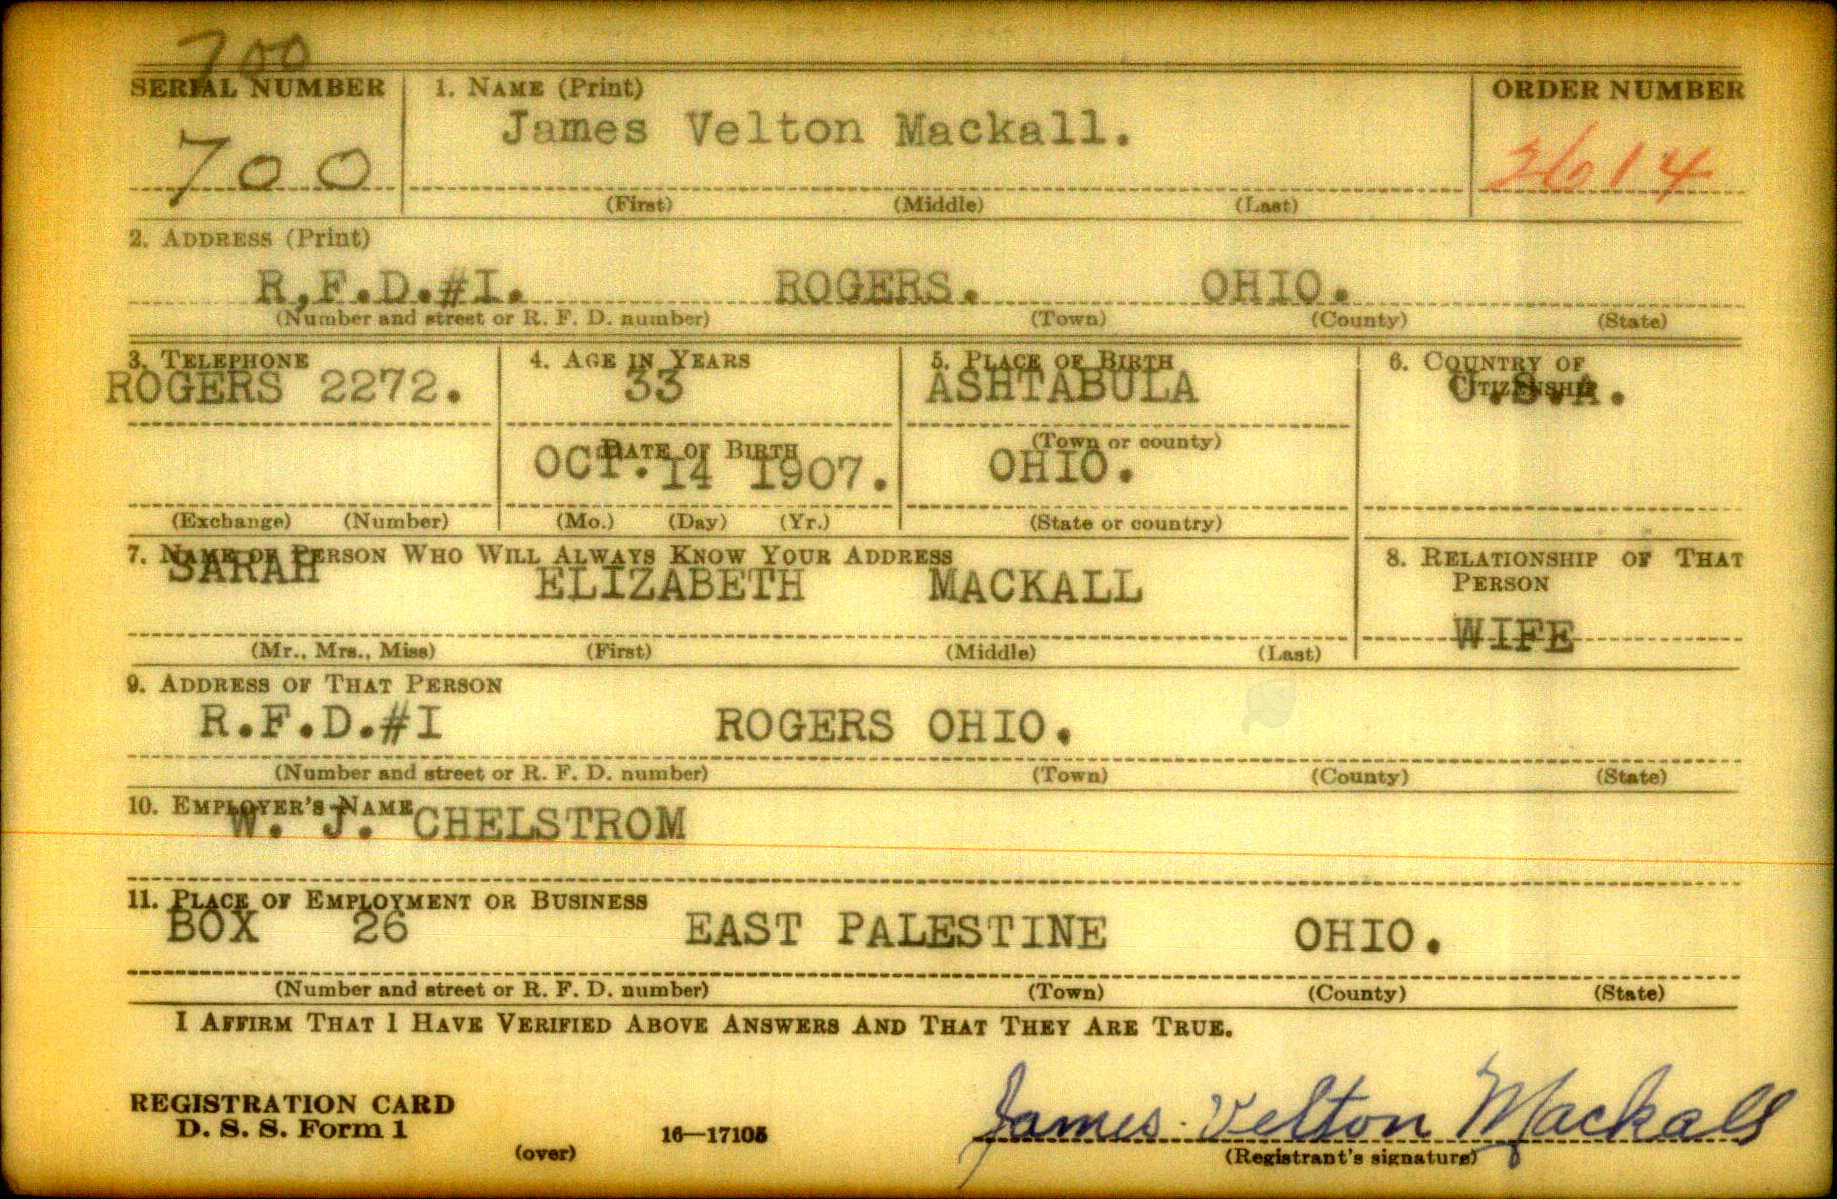 700
SERIAL NUMBER
1. NAME (Print)
ORDER NUMBER
700
James Velton Mackall.
2614
(First) (Middle) (Last)
2. ADDRESS (Print)
R,F.D.#I. ROGERS. OHIO.
(Number and street or R. F. D. number) (Town) (County) (State)
3. TELEPHONE 4. AGE IN YEARS 5. PLACE OF BIRTH 6. COUNTRY OF CITIZENSHIP
ROGERS 2272. 33 ASHTABULA U.S.A.
(Town or county)
DATE OF BIRTH
OCT. 14 1907. OHIO.
(Exchange) (Number) (Mo.) (Day) (Yr.) (State or country)
7. NAME OF PERSON WHO WILL ALWAYS KNOW YOUR ADDRESS 8. RELATIONSHIP OF THAT PERSON
SARAH ELIZABETH MACKALL
WIFE
(Mr., Mrs., Miss) (First) (Middle) (Last)
9. ADDRESS OF THAT PERSON
R.F.D.#I ROGERS OHIO.
(Number and street or R. F. D. number) (Town) (County) (State)
10. EMPLOYER'S NAME
W. J. CHELSTROM
11. PLACE OF EMPLOYMENT OR BUSINESS
BOX 26 EAST PALESTINE OHIO.
(Number and street or R. F. D. number) (Town) (County) (State)
I AFFIRM THAT I HAVE VERIFIED ABOVE ANSWERS AND THAT THEY ARE TRUE.
REGISTRATION CARD
D. S. S. Form 1
(over)
16—17105
James Velton Mackall
(Registrant's signature)